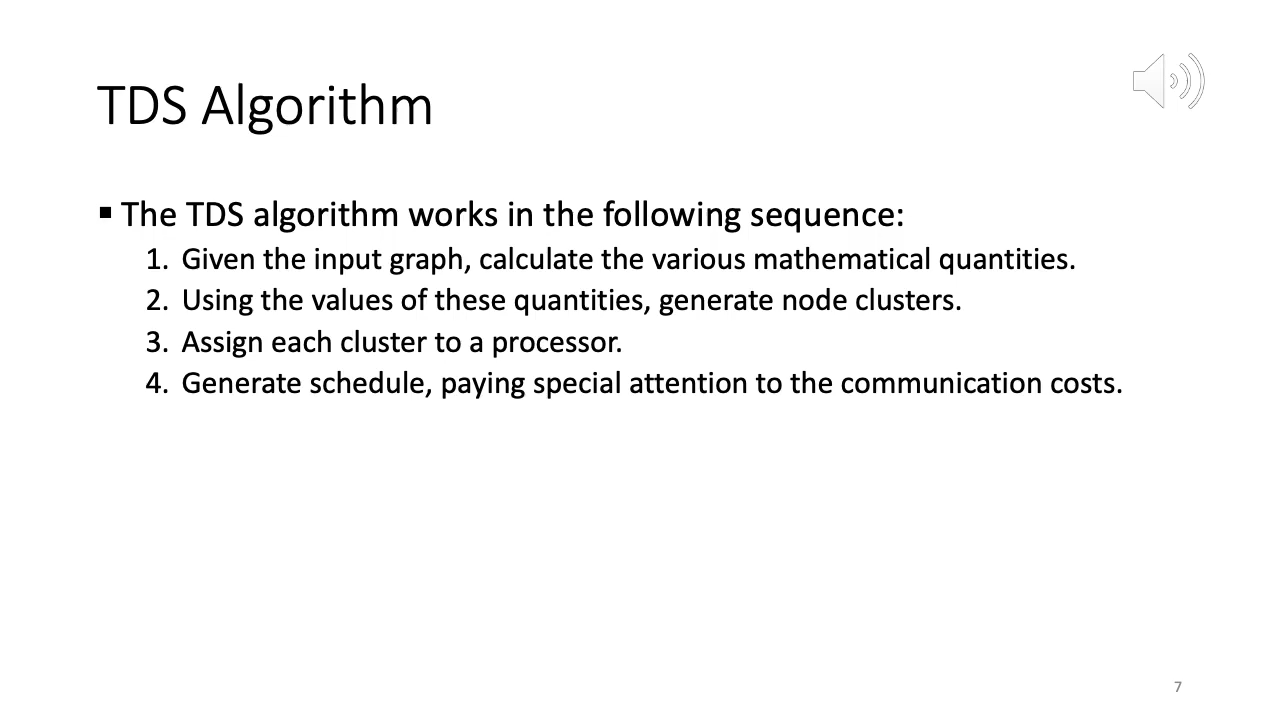 TDS Algorithm
▪ The TDS algorithm works in the following sequence:
1. Given the input graph, calculate the various mathematical quantities.
2. Using the values of these quantities, generate node clusters.
3. Assign each cluster to a processor.
4. Generate schedule, paying special attention to the communication costs.
7